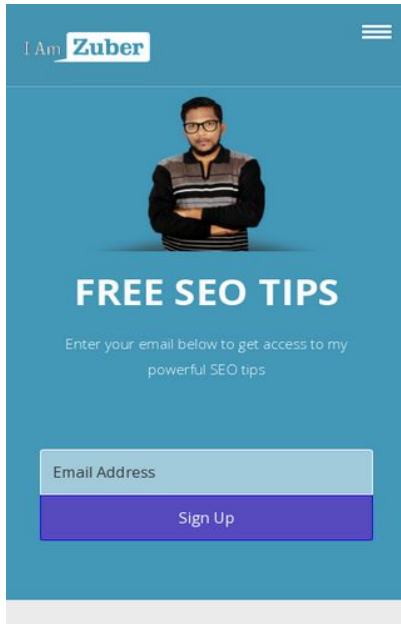 I Am Zuber
FREE SEO TIPS
Enter your email below to get access to my
powerful SEO tips
Email Address
Sign Up